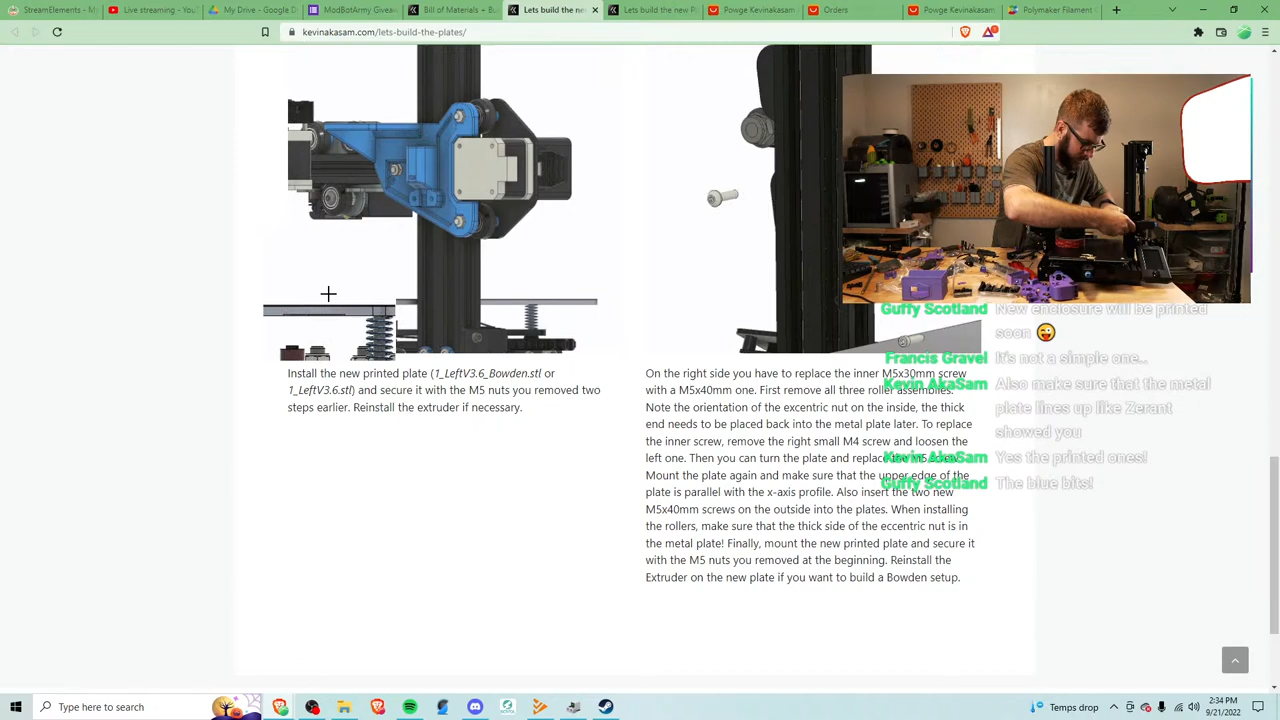 StreamElements - My
Live streaming - YouT
My Drive - Google D
ModBotArmy Giveaw
Bill of Materials + Bu
Lets build the ne
Lets build the new Pl
Powge Kevinakasam
Orders
Powge Kevinakasam
Polymaker Filament C
kevinakasam.com/lets-build-the-plates/
Install the new printed plate (1_LeftV3.6_Bowden.stl or
1_LeftV3.6.stl) and secure it with the M5 nuts you removed two
steps earlier. Reinstall the extruder if necessary.
On the right side you have to replace the inner M5x30mm screw
with a M5x40mm one. First remove all three roller assemblies.
Note the orientation of the excentric nut on the inside, the thick
end needs to be placed back into the metal plate later. To replace
the inner screw, remove the right small M4 screw and loosen the
left one. Then you can turn the plate and replace the M5 screw.
Mount the plate again and make sure that the upper edge of the
plate is parallel with the x-axis profile. Also insert the two new
M5x40mm screws on the outside into the plates. When installing
the rollers, make sure that the thick side of the eccentric nut is in
the metal plate! Finally, mount the new printed plate and secure it
with the M5 nuts you removed at the beginning. Reinstall the
Extruder on the new plate if you want to build a Bowden setup.
Guffy Scotland New enclosure will be printed
soon 😜
Francis Gravel It's not a simple one...
Kevin AkaSam Also make sure that the metal
plate lines up like Zerant
showed you
Kevin AkaSam Yes the printed ones!
Guffy Scotland The blue bits!
Type here to search
Temps drop
2:34 PM
9/21/2022